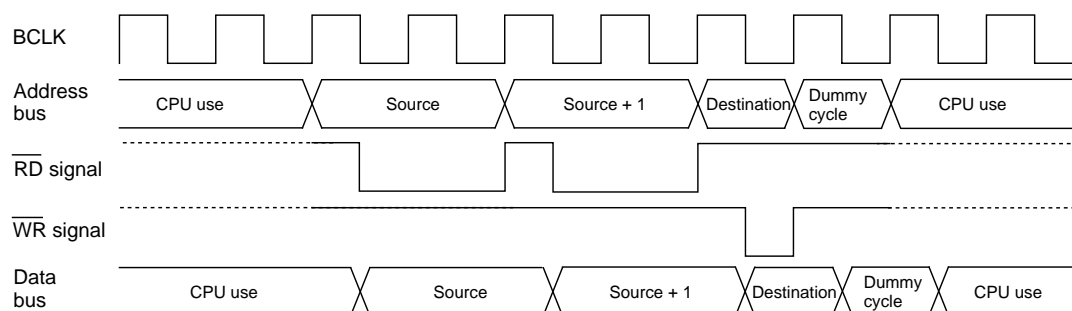 BCLK
Address
bus
CPU use
Source
Source + 1
Destination
Dummy
cycle
CPU use
RD signal
WR signal
Data
bus
CPU use
Source
Source + 1
Destination
Dummy
cycle
CPU use